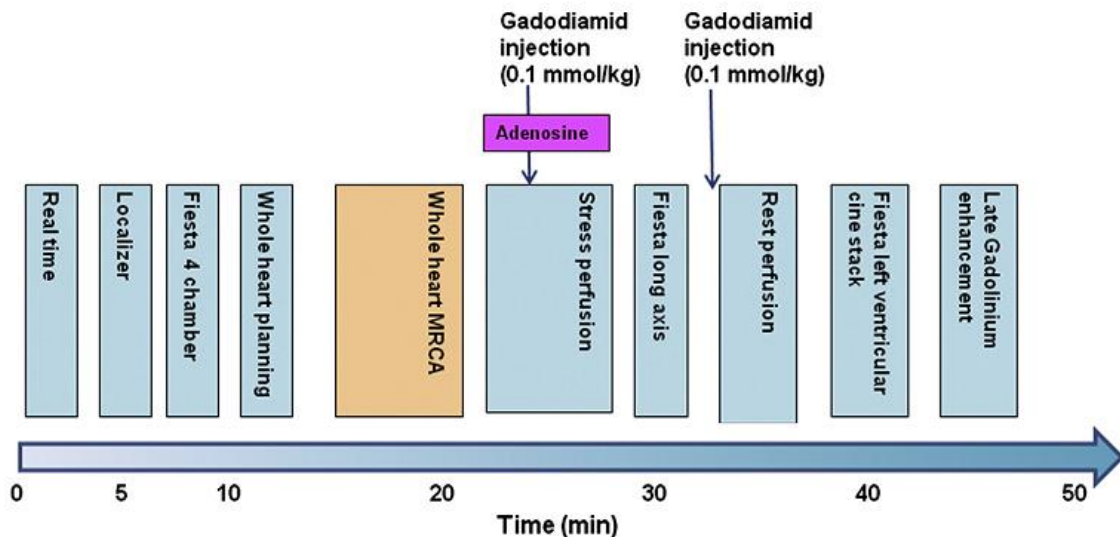 Gadodiamid
injection
(0.1 mmol/kg)
Gadodiamid
injection
(0.1 mmol/kg)
Adenosine
Real time
Localizer
Fiesta 4 chamber
Whole heart planning
Whole heart MRCA
Stress perfusion
Fiesta long axis
Rest perfusion
Fiesta left ventricular
cine stack
Late Gadolinium
enhancement
0 5 10 20 30 40 50
Time (min)